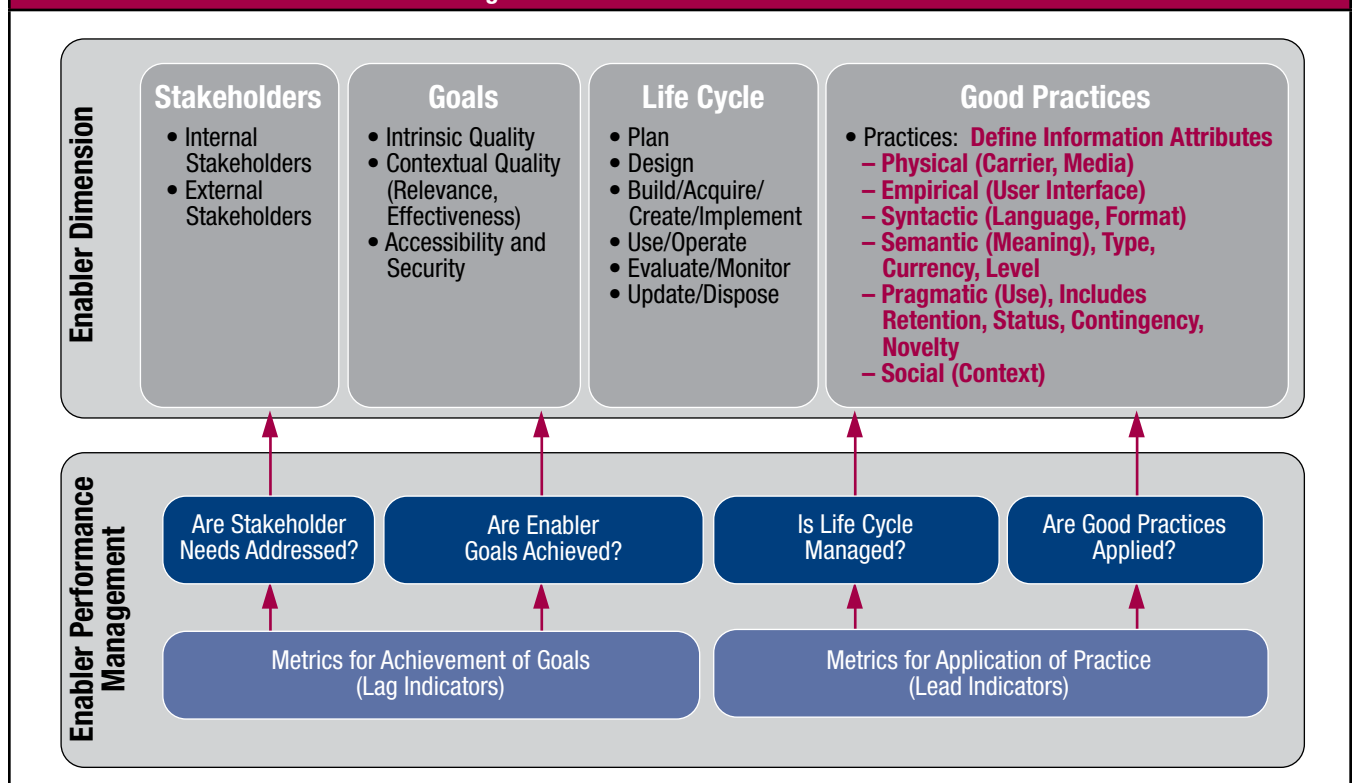 Enabler Dimension
Stakeholders
• Internal
Stakeholders
• External
Stakeholders
Goals
• Intrinsic Quality
• Contextual Quality
(Relevance,
Effectiveness)
• Accessibility and
Security
Life Cycle
• Plan
• Design
• Build/Acquire/
Create/Implement
• Use/Operate
• Evaluate/Monitor
• Update/Dispose
Good Practices
• Practices: Define Information Attributes
– Physical (Carrier, Media)
– Empirical (User Interface)
– Syntactic (Language, Format)
– Semantic (Meaning), Type,
Currency, Level
– Pragmatic (Use), Includes
Retention, Status, Contingency,
Novelty
– Social (Context)
Enabler Performance
Management
Are Stakeholder
Needs Addressed?
Are Enabler
Goals Achieved?
Is Life Cycle
Managed?
Are Good Practices
Applied?
Metrics for Achievement of Goals
(Lag Indicators)
Metrics for Application of Practice
(Lead Indicators)